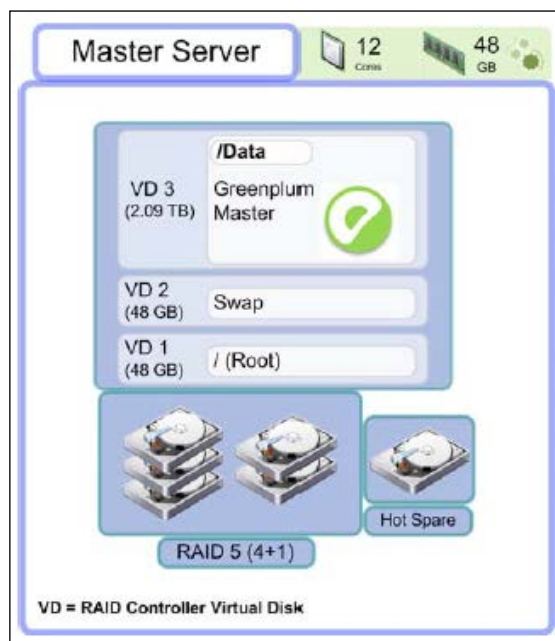 Master Server
12
Cores
48
GB
/Data
VD 3
(2.09 TB)
Greenplum
Master
VD 2
(48 GB)
Swap
VD 1
(48 GB)
/ (Root)
Hot Spare
RAID 5 (4+1)
VD = RAID Controller Virtual Disk